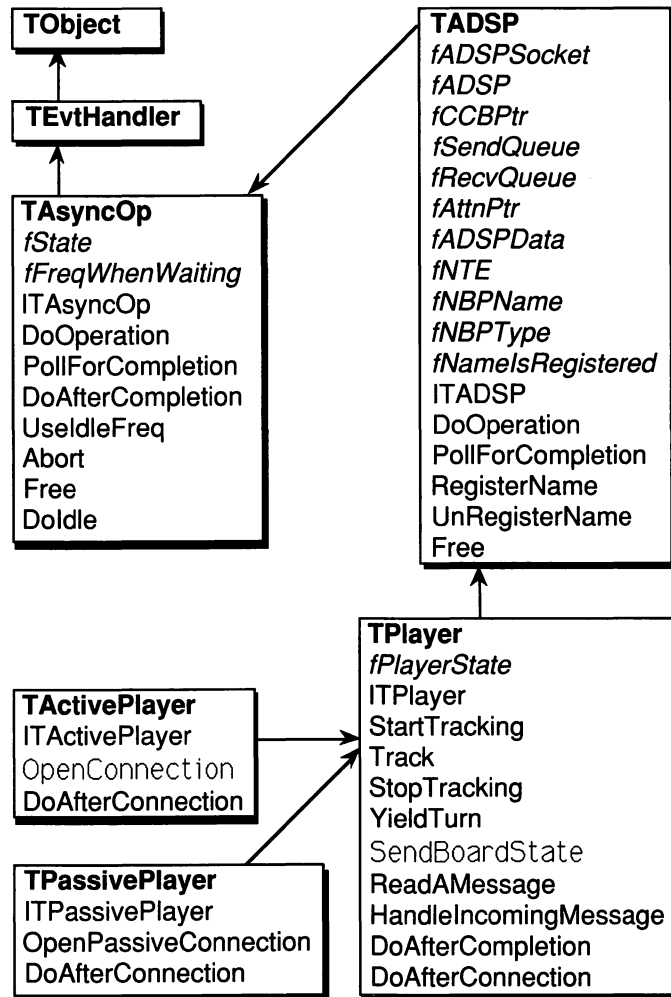 TObject
TEvtHandler
TAsyncOp
fState
fFreqWhenWaiting
ITAsyncOp
DoOperation
PollForCompletion
DoAfterCompletion
UseIdleFreq
Abort
Free
DoIdle
TADSP
fADSPSocket
fADSP
fCCBPtr
fSendQueue
fRecvQueue
fAttnPtr
fADSPData
fNTE
fNBPName
fNBPType
fNameIsRegistered
ITADSP
DoOperation
PollForCompletion
RegisterName
UnRegisterName
Free
TActivePlayer
ITActivePlayer
OpenConnection
DoAfterConnection
TPassivePlayer
ITPassivePlayer
OpenPassiveConnection
DoAfterConnection
TPlayer
fPlayerState
ITPlayer
StartTracking
Track
StopTracking
YieldTurn
SendBoardState
ReadAMessage
HandleIncomingMessage
DoAfterCompletion
DoAfterConnection